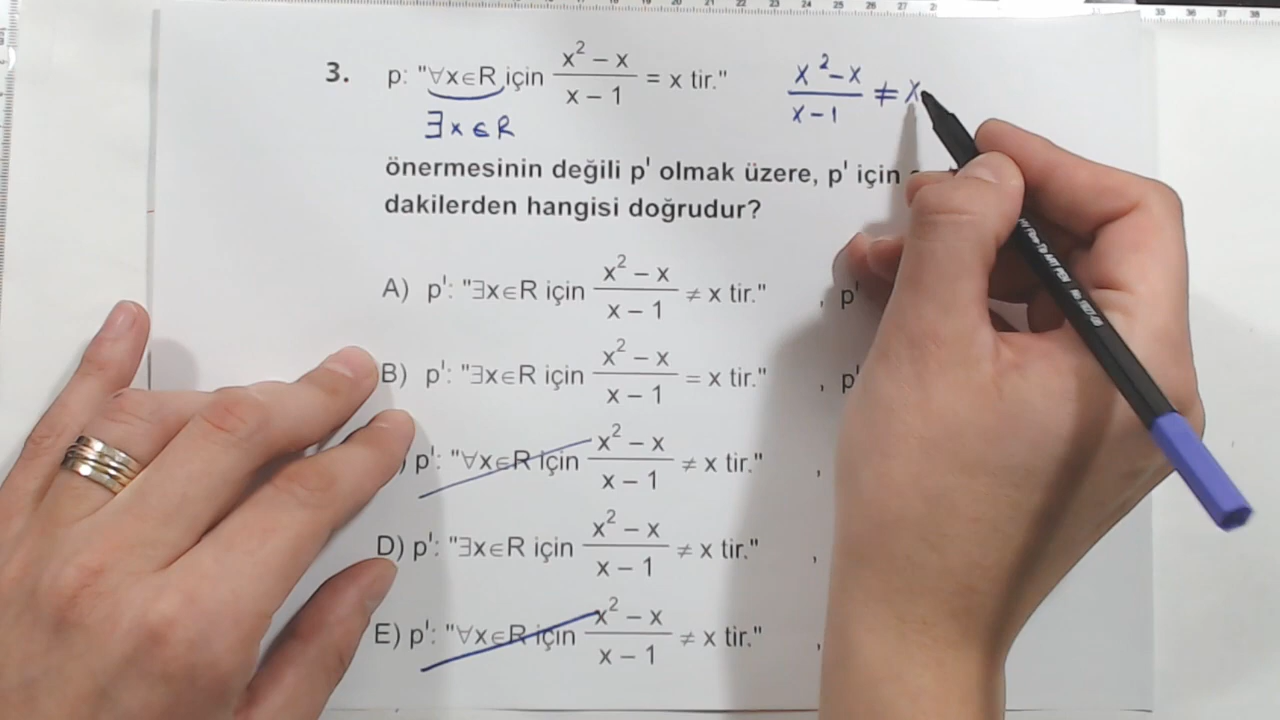 3. p: "∀x∈R için (x² – x)/(x – 1) = x tir." (x² – x)/(x – 1) ≠ x
∃x∈R
önermesinin değili p' olmak üzere, p' için
dakilerden hangisi doğrudur?
A) p': "∃x∈R için (x² – x)/(x – 1) ≠ x tir." , p'
B) p': "∃x∈R için (x² – x)/(x – 1) = x tir." , p'
) p': "∀x∈R için (x² – x)/(x – 1) ≠ x tir." ,
D) p': "∃x∈R için (x² – x)/(x – 1) ≠ x tir." ,
E) p': "∀x∈R için (x² – x)/(x – 1) ≠ x tir." ,